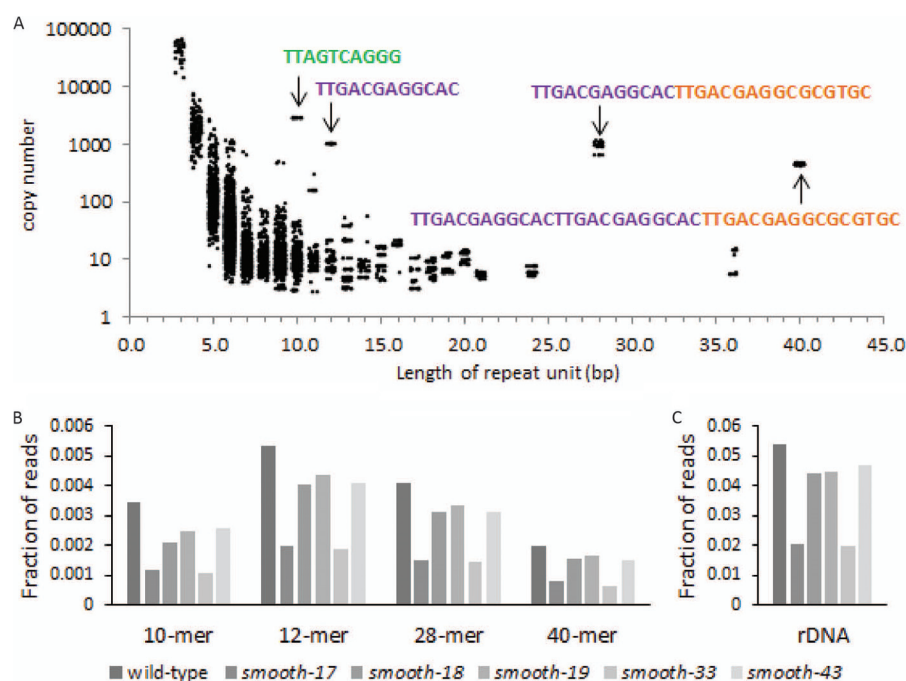 A
100000
10000
1000
100
10
1
copy number
TTAGTCAGGG
TTGACGAGGCAC
TTGACGAGGCACTTGACGAGGCGCGTGC
TTGACGAGGCACTTGACGAGGCACTTGACGAGGCGCGTGC
0.0 5.0 10.0 15.0 20.0 25.0 30.0 35.0 40.0 45.0
Length of repeat unit (bp)
B
0.006
0.005
0.004
0.003
0.002
0.001
0
Fraction of reads
10-mer 12-mer 28-mer 40-mer
C
0.06
0.05
0.04
0.03
0.02
0.01
0
Fraction of reads
rDNA
wild-type smooth-17 smooth-18 smooth-19 smooth-33 smooth-43